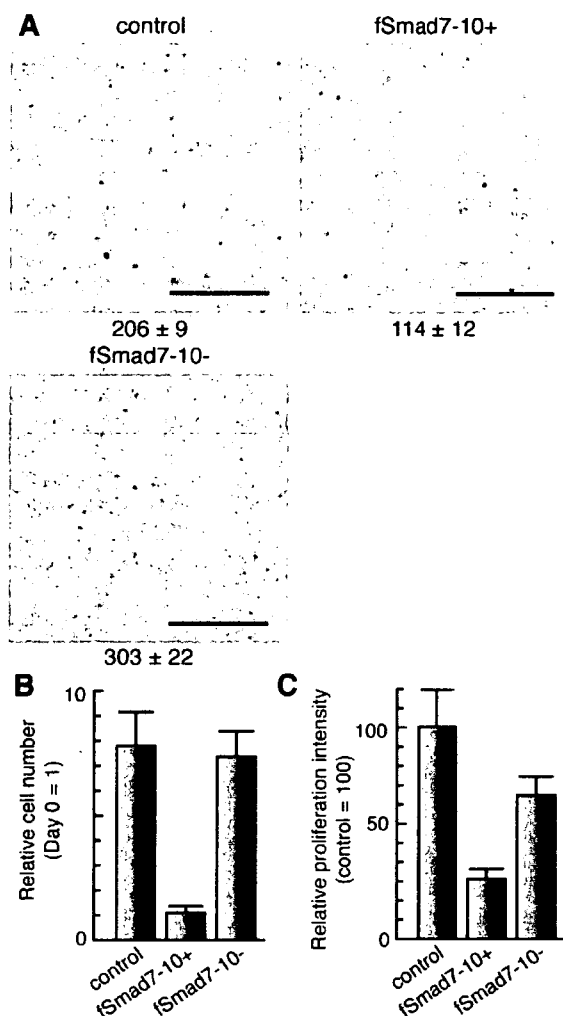 A
control
fSmad7-10+
206 ± 9
114 ± 12
fSmad7-10-
303 ± 22
B
Relative cell number
(Day 0 = 1)
10
0
control
fSmad7-10+
fSmad7-10-
C
Relative proliferation intensity
(control = 100)
100
50
0
control
fSmad7-10+
fSmad7-10-